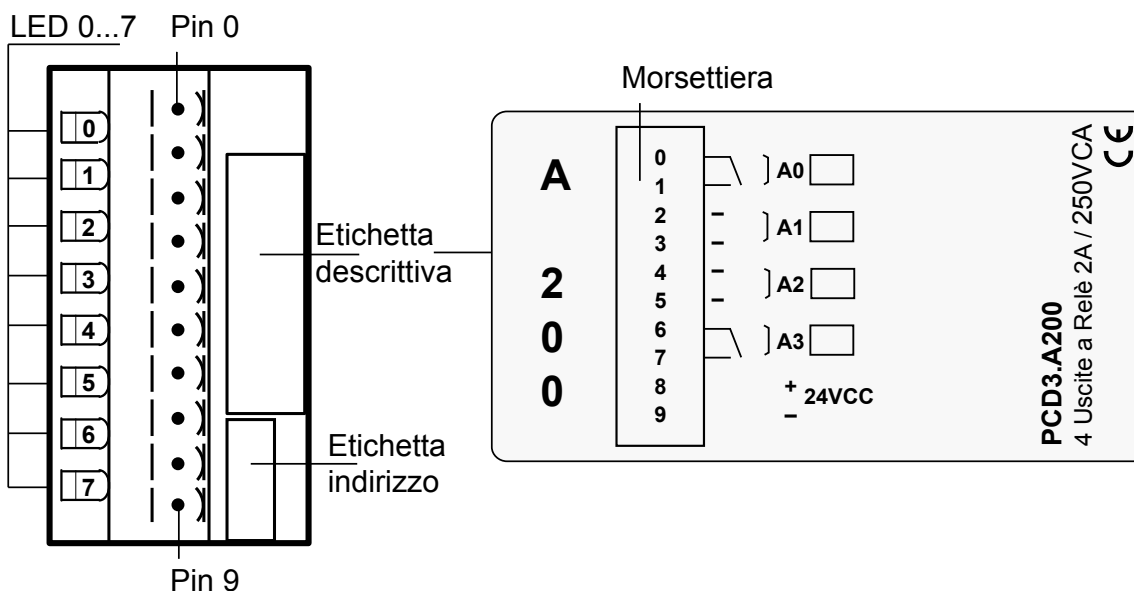 LED 0...7
Pin 0
0
1
2
3
4
5
6
7
Pin 9
Etichetta
descrittiva
Etichetta
indirizzo
Morsettiera
A
2
0
0
0
1
2
3
4
5
6
7
8
9
A0
A1
A2
A3
+
24VCC
–
PCD3.A200
4 Uscite a Relè 2A / 250VCA
CE